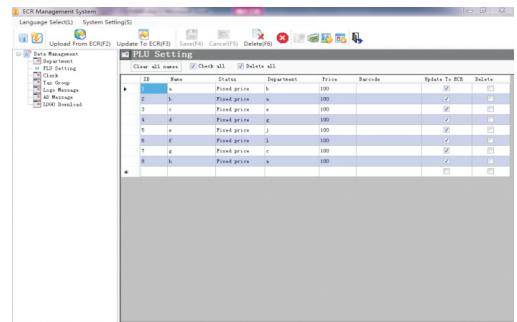 ECR Management System
Language Select(L) System Setting(S)
Upload From ECR(F2) Update To ECR(F3) Save(F4) Cancel(F5) Delete(F6)
Data Management
Department
PLU Setting
Clerk
Tax Group
Logo Message
AD Message
LOGO Download
PLU Setting
Clear all names Check all Delete all
ID Name Status Department Price Barcode Update To ECR Delete
1 a Fixed price b 100
2 b Fixed price a 100
3 c Fixed price e 100
4 d Fixed price g 100
5 e Fixed price j 100
6 f Fixed price l 100
7 g Fixed price c 100
8 h Fixed price a 100